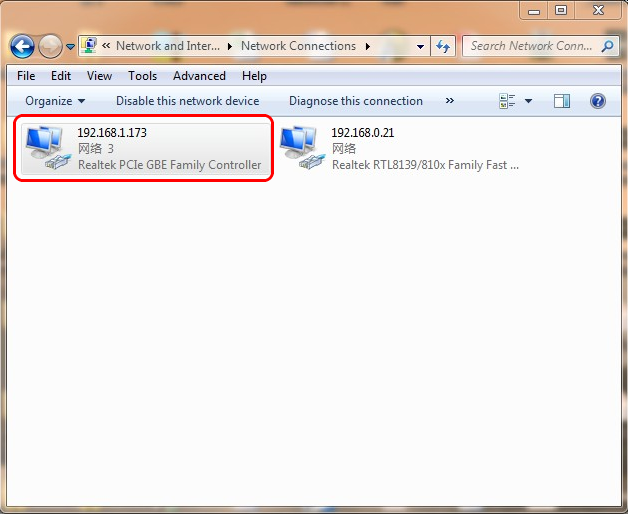 « Network and Inter... Network Connections
Search Network Conn...
File Edit View Tools Advanced Help
Organize Disable this network device Diagnose this connection »
192.168.1.173
网络 3
Realtek PCIe GBE Family Controller
192.168.0.21
网络
Realtek RTL8139/810x Family Fast ...